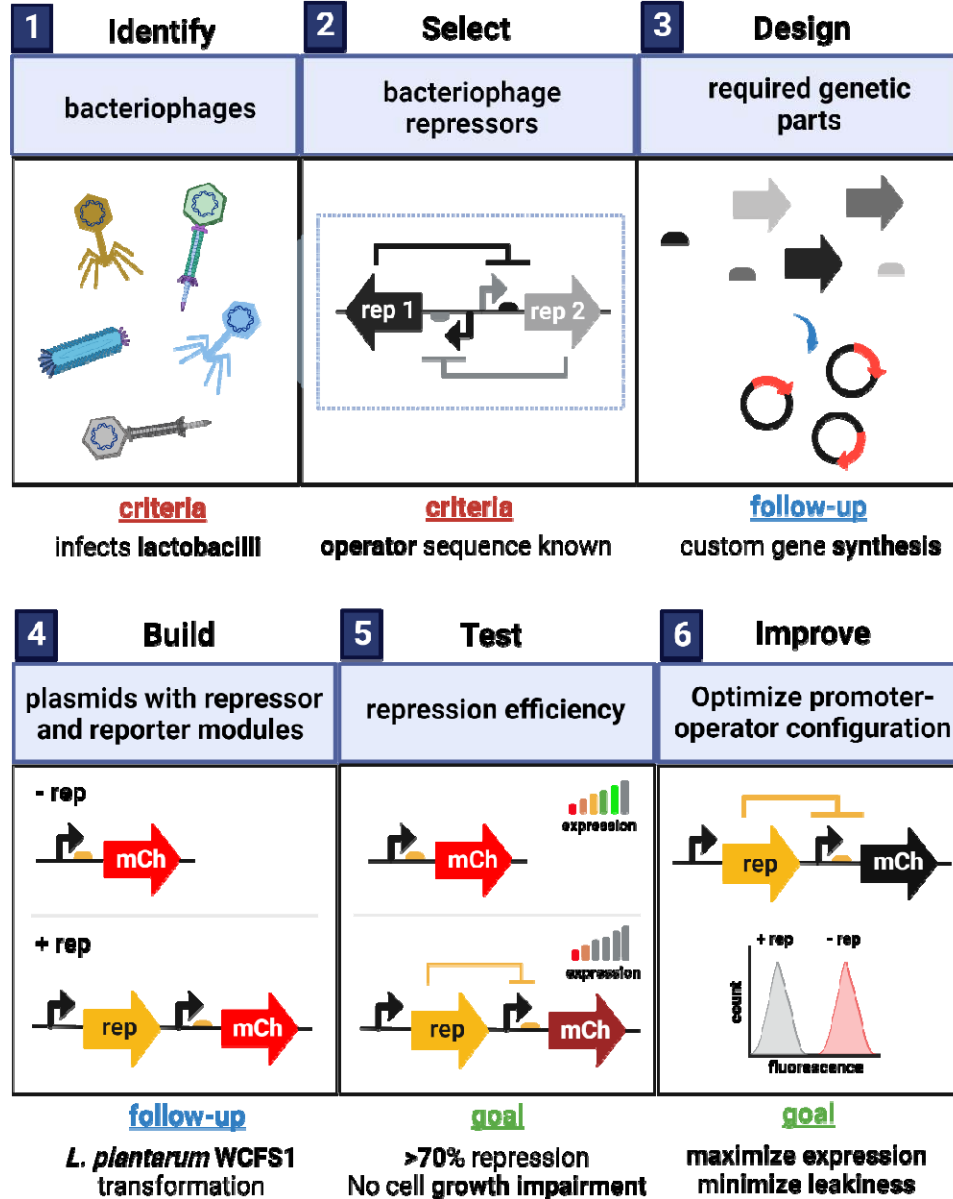 1 Identify
bacteriophages
criteria
infects lactobacilli
2 Select
bacteriophage
repressors
rep 1
rep 2
criteria
operator sequence known
3 Design
required genetic
parts
follow-up
custom gene synthesis
4 Build
plasmids with repressor
and reporter modules
- rep
mCh
+ rep
rep
mCh
follow-up
L. plantarum WCFS1
transformation
5 Test
repression efficiency
expression
mCh
expression
rep
mCh
goal
>70% repression
No cell growth impairment
6 Improve
Optimize promoter-
operator configuration
rep
mCh
+ rep - rep
count
fluorescence
goal
maximize expression
minimize leakiness